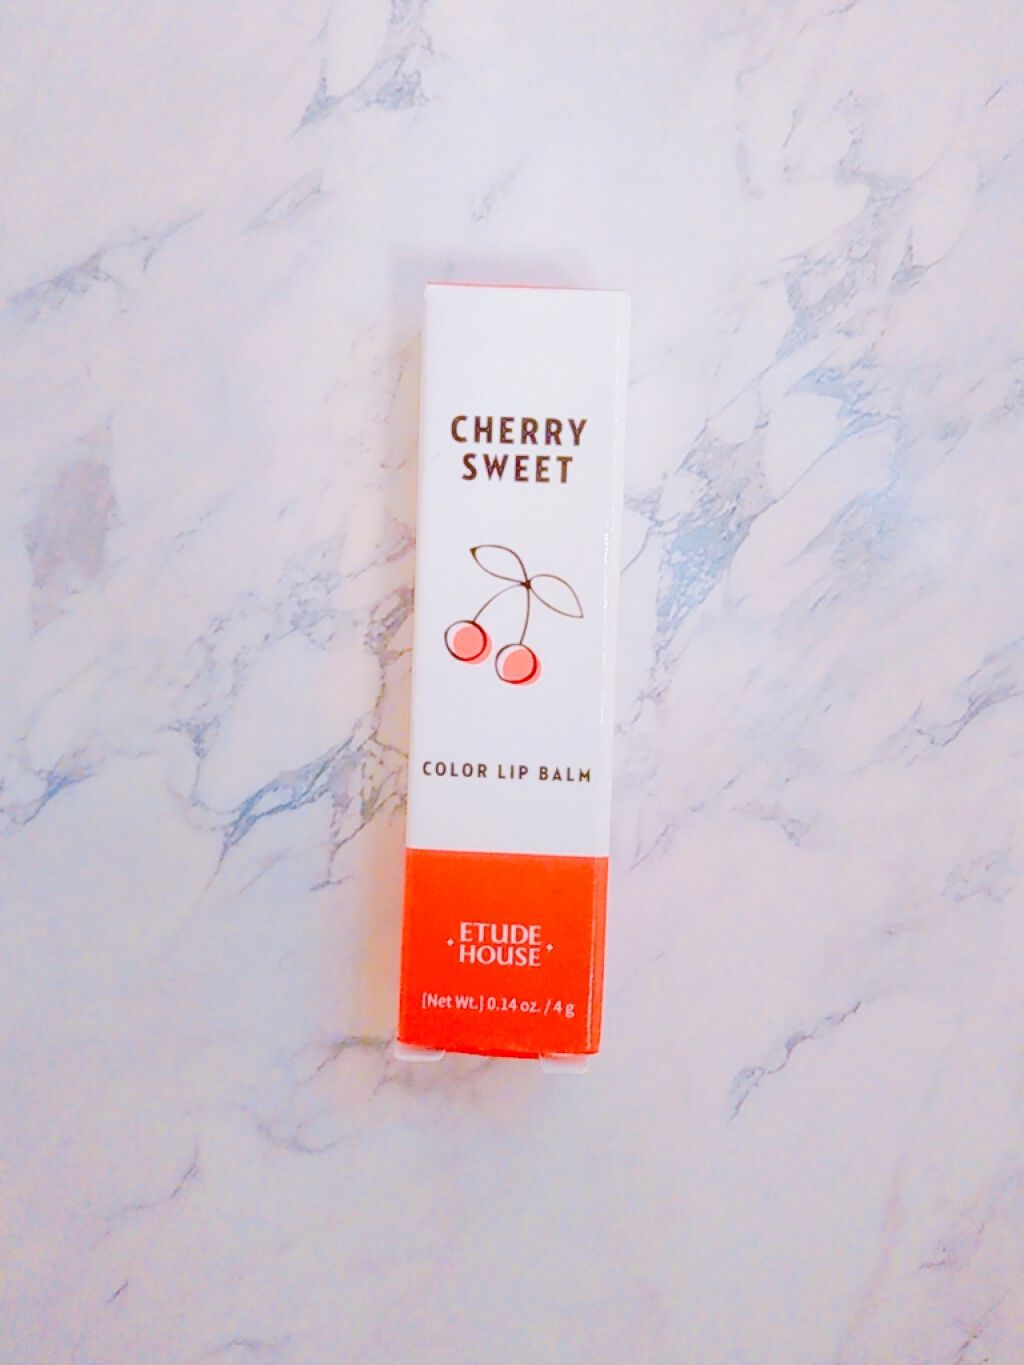 CHERRY
SWEET
COLOR LIP BALM
ETUDE
HOUSE
[Net Wt.] 0.14 oz. / 4 g